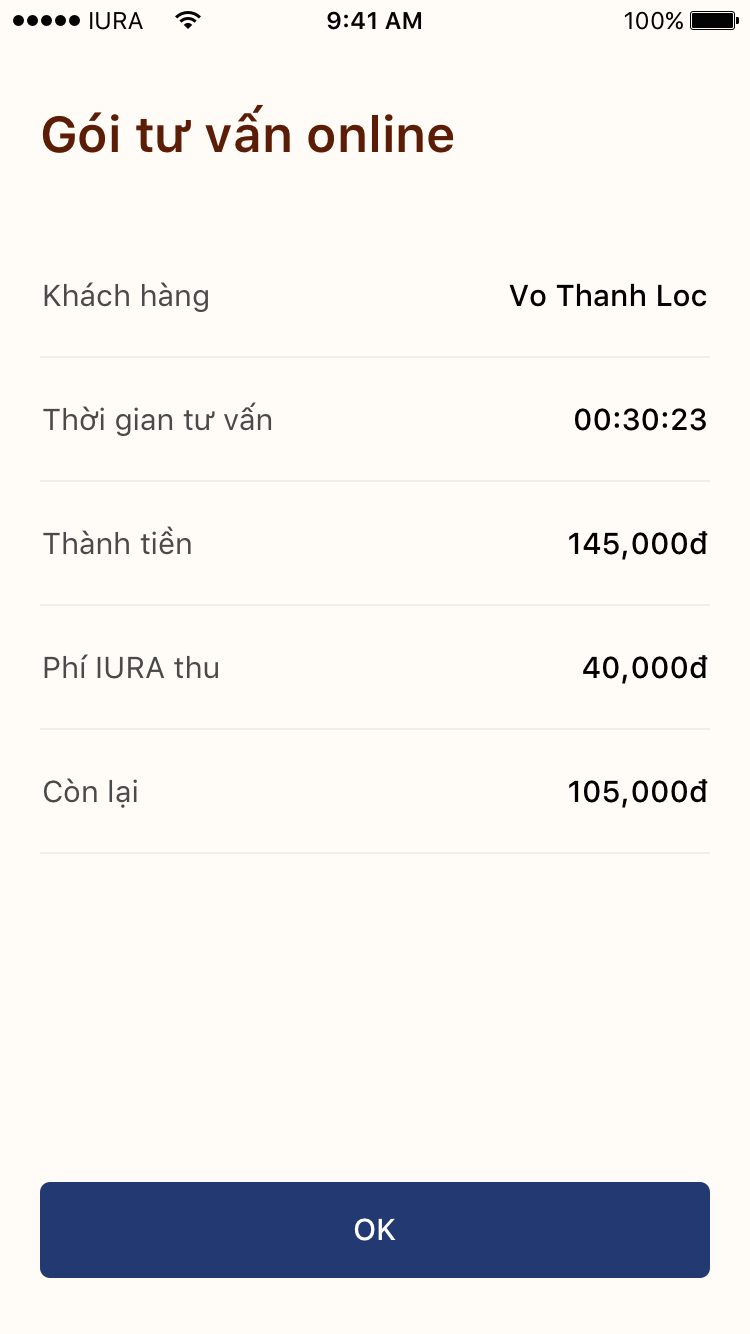 IURA 9:41 AM 100%
Gói tư vấn online
Khách hàng Vo Thanh Loc
Thời gian tư vấn 00:30:23
Thành tiền 145,000đ
Phí IURA thu 40,000đ
Còn lại 105,000đ
OK